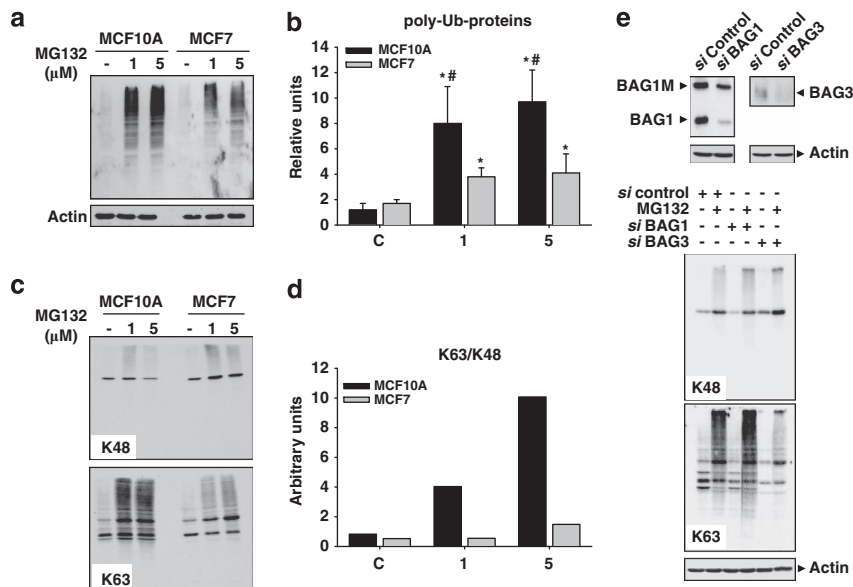 a
MCF10A MCF7
MG132
(μM)
- 1 5 - 1 5
Actin
b
poly-Ub-proteins
MCF10A
MCF7
Relative units
14
12
10
8
6
4
2
0
*#
*
*#
*
C 1 5
c
MCF10A MCF7
MG132
(μM)
- 1 5 - 1 5
K48
K63
d
K63/K48
MCF10A
MCF7
Arbitrary units
12
10
8
6
4
2
0
C 1 5
e
si Control
si BAG1
si Control
si BAG3
BAG1M
BAG1
BAG3
Actin
si control + + - - - -
MG132 - + - + - +
si BAG1 - - + + - -
si BAG3 - - - - + +
K48
K63
Actin